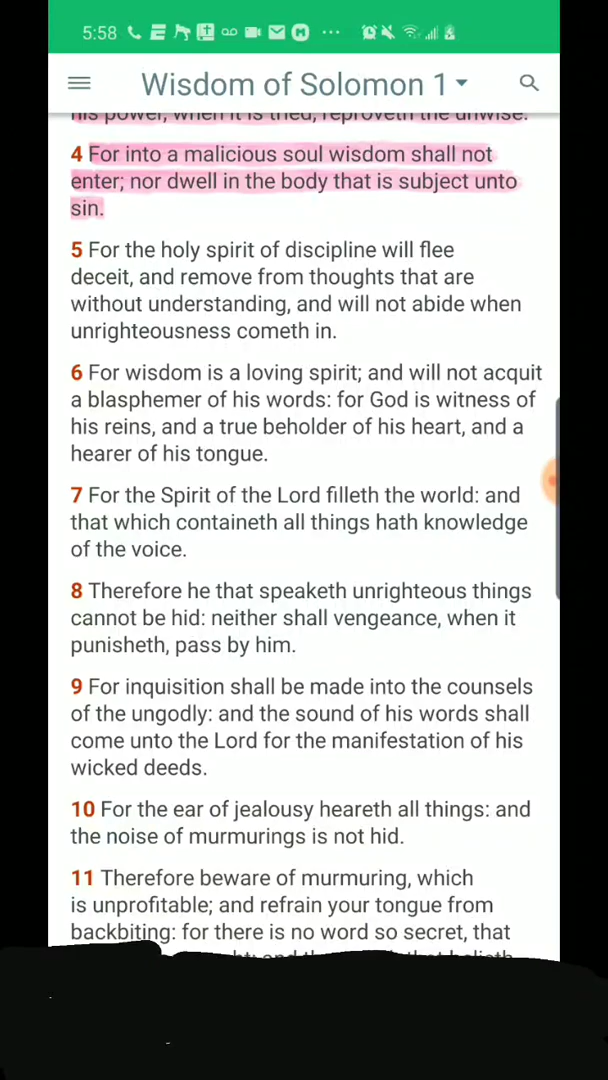 5:58
Wisdom of Solomon 1
his power, when it is tried, reproveth the unwise.
4 For into a malicious soul wisdom shall not
enter; nor dwell in the body that is subject unto
sin.
5 For the holy spirit of discipline will flee
deceit, and remove from thoughts that are
without understanding, and will not abide when
unrighteousness cometh in.
6 For wisdom is a loving spirit; and will not acquit
a blasphemer of his words: for God is witness of
his reins, and a true beholder of his heart, and a
hearer of his tongue.
7 For the Spirit of the Lord filleth the world: and
that which containeth all things hath knowledge
of the voice.
8 Therefore he that speaketh unrighteous things
cannot be hid: neither shall vengeance, when it
punisheth, pass by him.
9 For inquisition shall be made into the counsels
of the ungodly: and the sound of his words shall
come unto the Lord for the manifestation of his
wicked deeds.
10 For the ear of jealousy heareth all things: and
the noise of murmurings is not hid.
11 Therefore beware of murmuring, which
is unprofitable; and refrain your tongue from
backbiting: for there is no word so secret, that